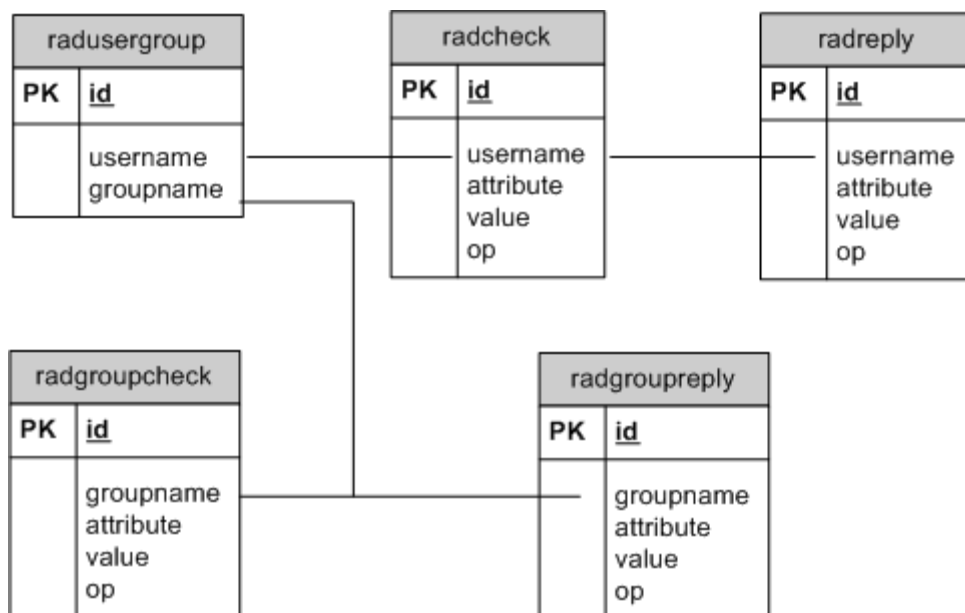 radusergroup
PK id
username
groupname
radcheck
PK id
username
attribute
value
op
radreply
PK id
username
attribute
value
op
radgroupcheck
PK id
groupname
attribute
value
op
radgroupreply
PK id
groupname
attribute
value
op